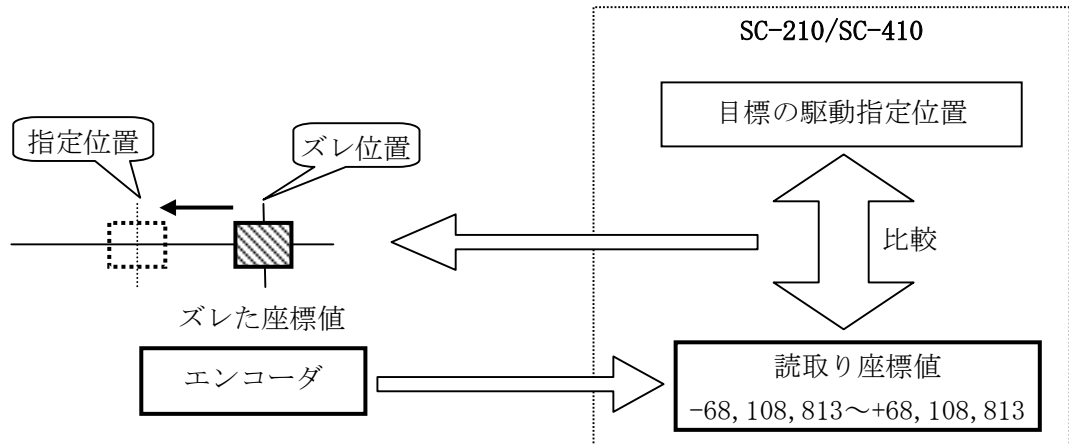 SC-210/SC-410
目標の駆動指定位置
指定位置
ズレ位置
比較
ズレた座標値
エンコーダ
読取り座標値
-68,108,813～+68,108,813